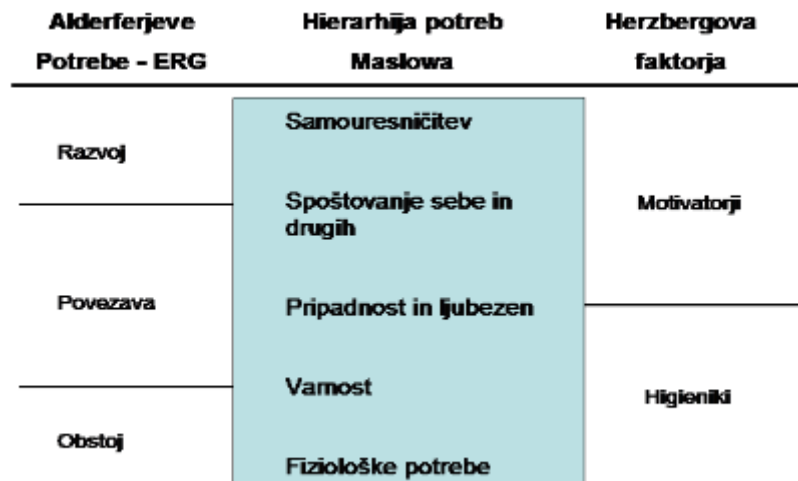 Alderferjeve
Potrebe - ERG
Hierarhija potreb
Maslowa
Herzbergova
faktorja
Razvoj
Povezava
Obstoj
Samouresničitev
Spoštovanje sebe in
drugih
Pripadnost in ljubezen
Varnost
Fiziološke potrebe
Motivatorji
Higieniki